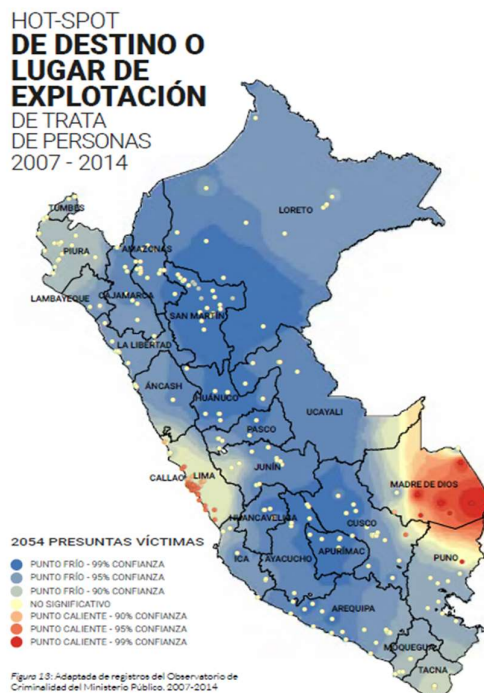 HOT-SPOT
DE DESTINO O
LUGAR DE
EXPLOTACIÓN
DE TRATA
DE PERSONAS
2007 - 2014
TUMBES
LORETO
PIURA
AMAZONAS
LAMBAYEQUE
CAJAMARCA
SAN MARTÍN
LA LIBERTAD
ÁNCASH
HUÁNUCO
UCAYALI
PASCO
CALLAO
LIMA
JUNÍN
MADRE DE DIOS
HUANCAVELICA
CUSCO
ICA
AYACUCHO
APURÍMAC
PUNO
AREQUIPA
MOQUEGUA
TACNA
2054 PRESUNTAS VÍCTIMAS
PUNTO FRÍO - 99% CONFIANZA
PUNTO FRÍO - 95% CONFIANZA
PUNTO FRÍO - 90% CONFIANZA
NO SIGNIFICATIVO
PUNTO CALIENTE - 90% CONFIANZA
PUNTO CALIENTE - 95% CONFIANZA
PUNTO CALIENTE - 99% CONFIANZA
Figura 13: Adaptada de registros del Observatorio de
Criminalidad del Ministerio Público. 2007-2014